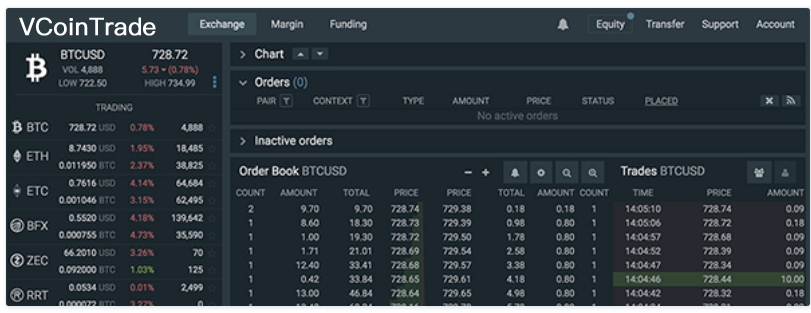 VCoinTrade Exchange Margin Funding Equity Transfer Support Account
BTCUSD 728.72
VOL 4,888 5.73 (0.78%)
LOW 722.50 HIGH 734.99
TRADING
BTC 728.72 USD 0.78% 4,888
ETH 8.7430 USD 1.95% 18,485
0.011950 BTC 2.37% 38,825
ETC 0.7616 USD 4.14% 64,684
0.001046 BTC 3.15% 62,495
BFX 0.5520 USD 4.18% 139,642
0.000755 BTC 4.73% 35,590
ZEC 66.2010 USD 3.26% 70
0.092000 BTC 1.03% 125
RRT 0.0534 USD 0.01% 2,499
0.000072 BTC 3.27% 0
Chart
Orders (0)
PAIR CONTEXT TYPE AMOUNT PRICE STATUS PLACED
No active orders
Inactive orders
Order Book BTCUSD
COUNT AMOUNT TOTAL PRICE PRICE TOTAL AMOUNT COUNT
2 9.70 9.70 728.74 729.38 0.18 0.18 1
1 8.60 18.30 728.73 729.39 0.98 0.80 1
1 1.00 19.30 728.72 729.50 1.78 0.80 1
1 1.71 21.01 728.69 729.54 2.58 0.80 1
1 12.40 33.41 728.68 729.57 3.38 0.80 1
1 0.42 33.84 728.65 729.61 4.18 0.80 1
1 13.00 46.84 728.64 729.65 4.98 0.80 1
Trades BTCUSD
TIME PRICE AMOUNT
14:05:10 728.74 0.09
14:05:06 728.72 0.18
14:04:57 728.68 0.09
14:04:52 728.39 0.09
14:04:47 728.34 0.09
14:04:46 728.44 10.00
14:04:42 728.32 0.18